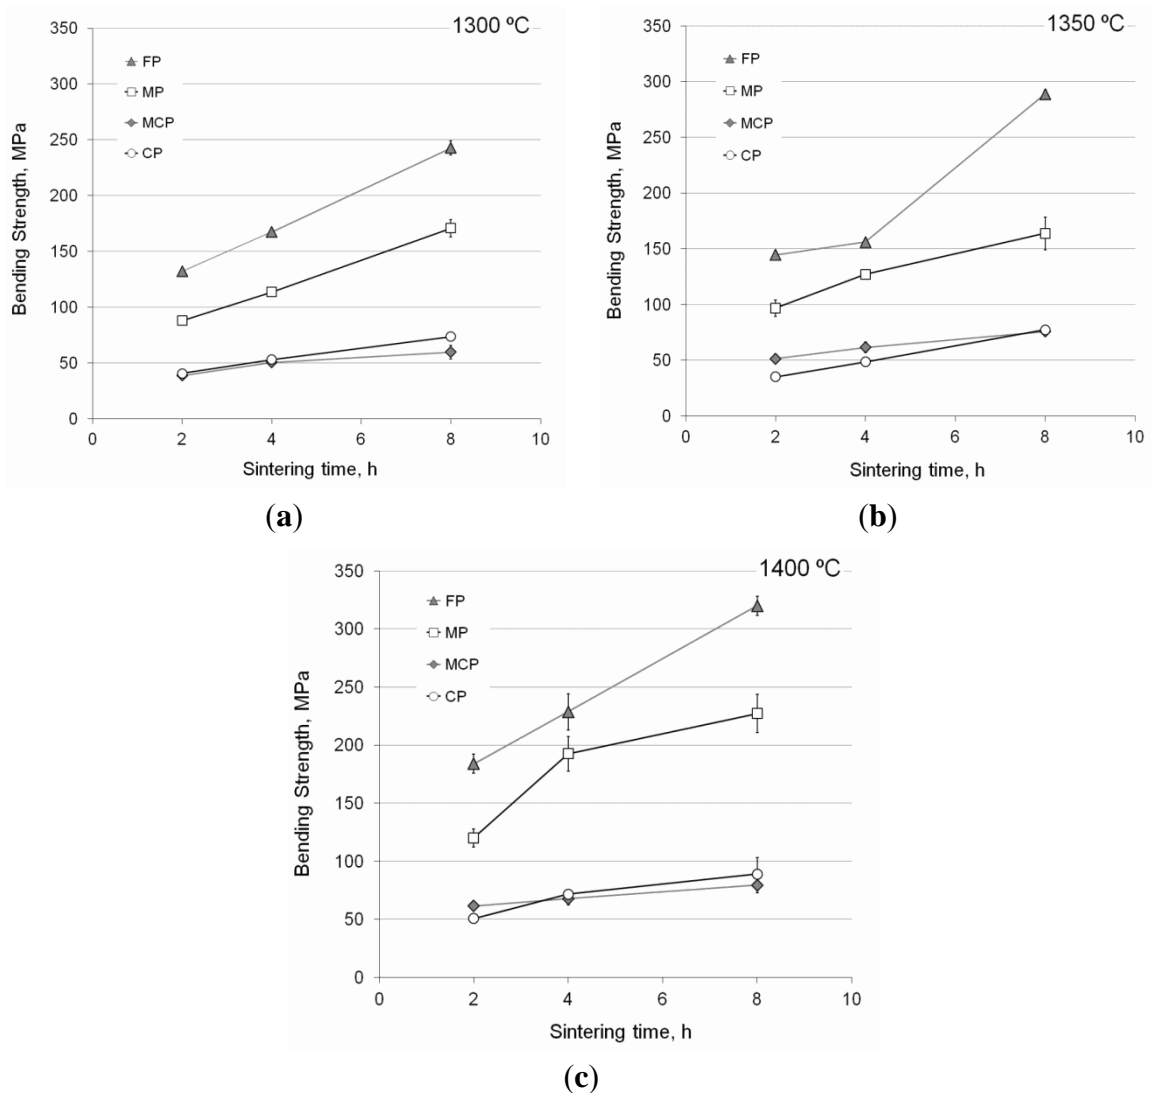 1300 ºC
350
300
250
200
150
100
50
0
Bending Strength, MPa
FP
MP
MCP
CP
0 2 4 6 8 10
Sintering time, h
(a)
1350 ºC
350
300
250
200
150
100
50
0
Bending Strength, MPa
FP
MP
MCP
CP
0 2 4 6 8 10
Sintering time, h
(b)
1400 ºC
350
300
250
200
150
100
50
0
Bending Strength, MPa
FP
MP
MCP
CP
0 2 4 6 8 10
Sintering time, h
(c)